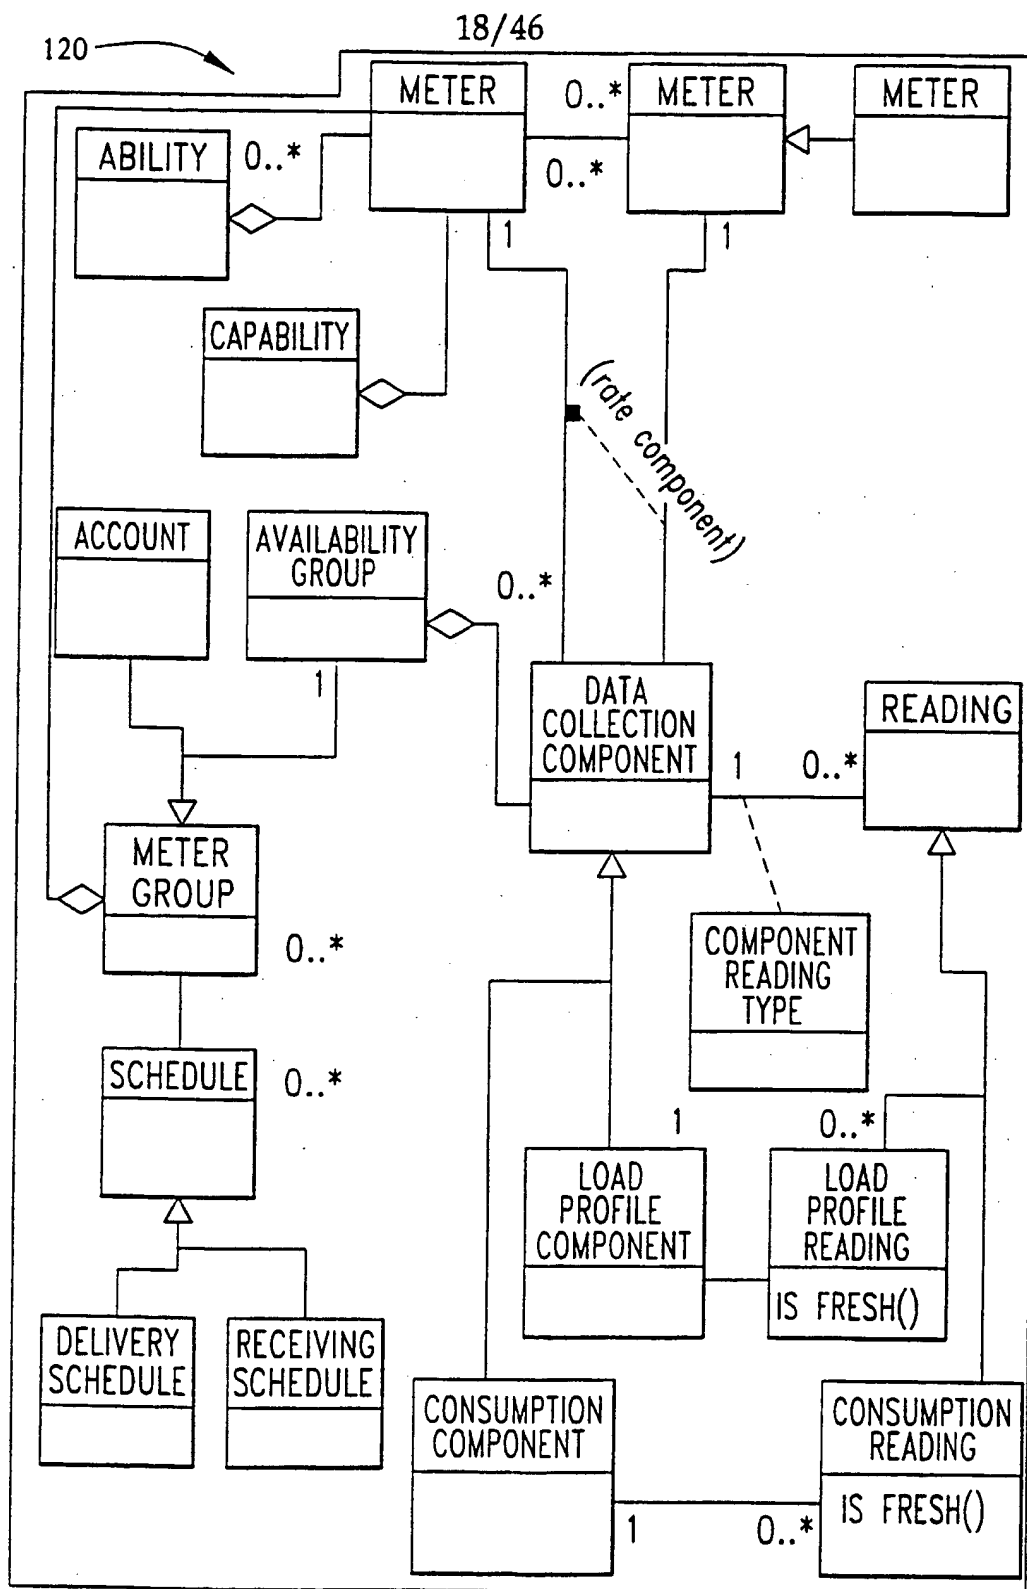 18/46
120
METER
0..*
METER
METER
ABILITY
0..*
0..*
1
1
CAPABILITY
(rate component)
ACCOUNT
AVAILABILITY
GROUP
0..*
1
DATA
COLLECTION
COMPONENT
READING
1
0..*
METER
GROUP
0..*
COMPONENT
READING
TYPE
SCHEDULE
0..*
1
0..*
LOAD
PROFILE
COMPONENT
LOAD
PROFILE
READING
IS FRESH()
DELIVERY
SCHEDULE
RECEIVING
SCHEDULE
CONSUMPTION
COMPONENT
CONSUMPTION
READING
IS FRESH()
1
0..*